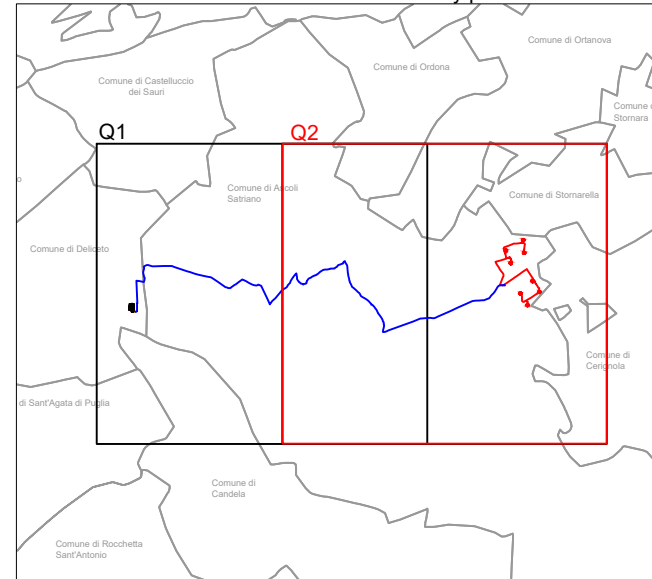 Comune di Ortanova
Comune di Ordona
Comune di Castelluccio
dei Sauri
Comune
Stornara
Q1
Q2
Comune di Ascoli
Satriano
Comune di Stornarella
Comune di Deliceto
Comune di
Cerignola
di Sant'Agata di Puglia
Comune di
Candela
Comune di Rocchetta
Sant'Antonio